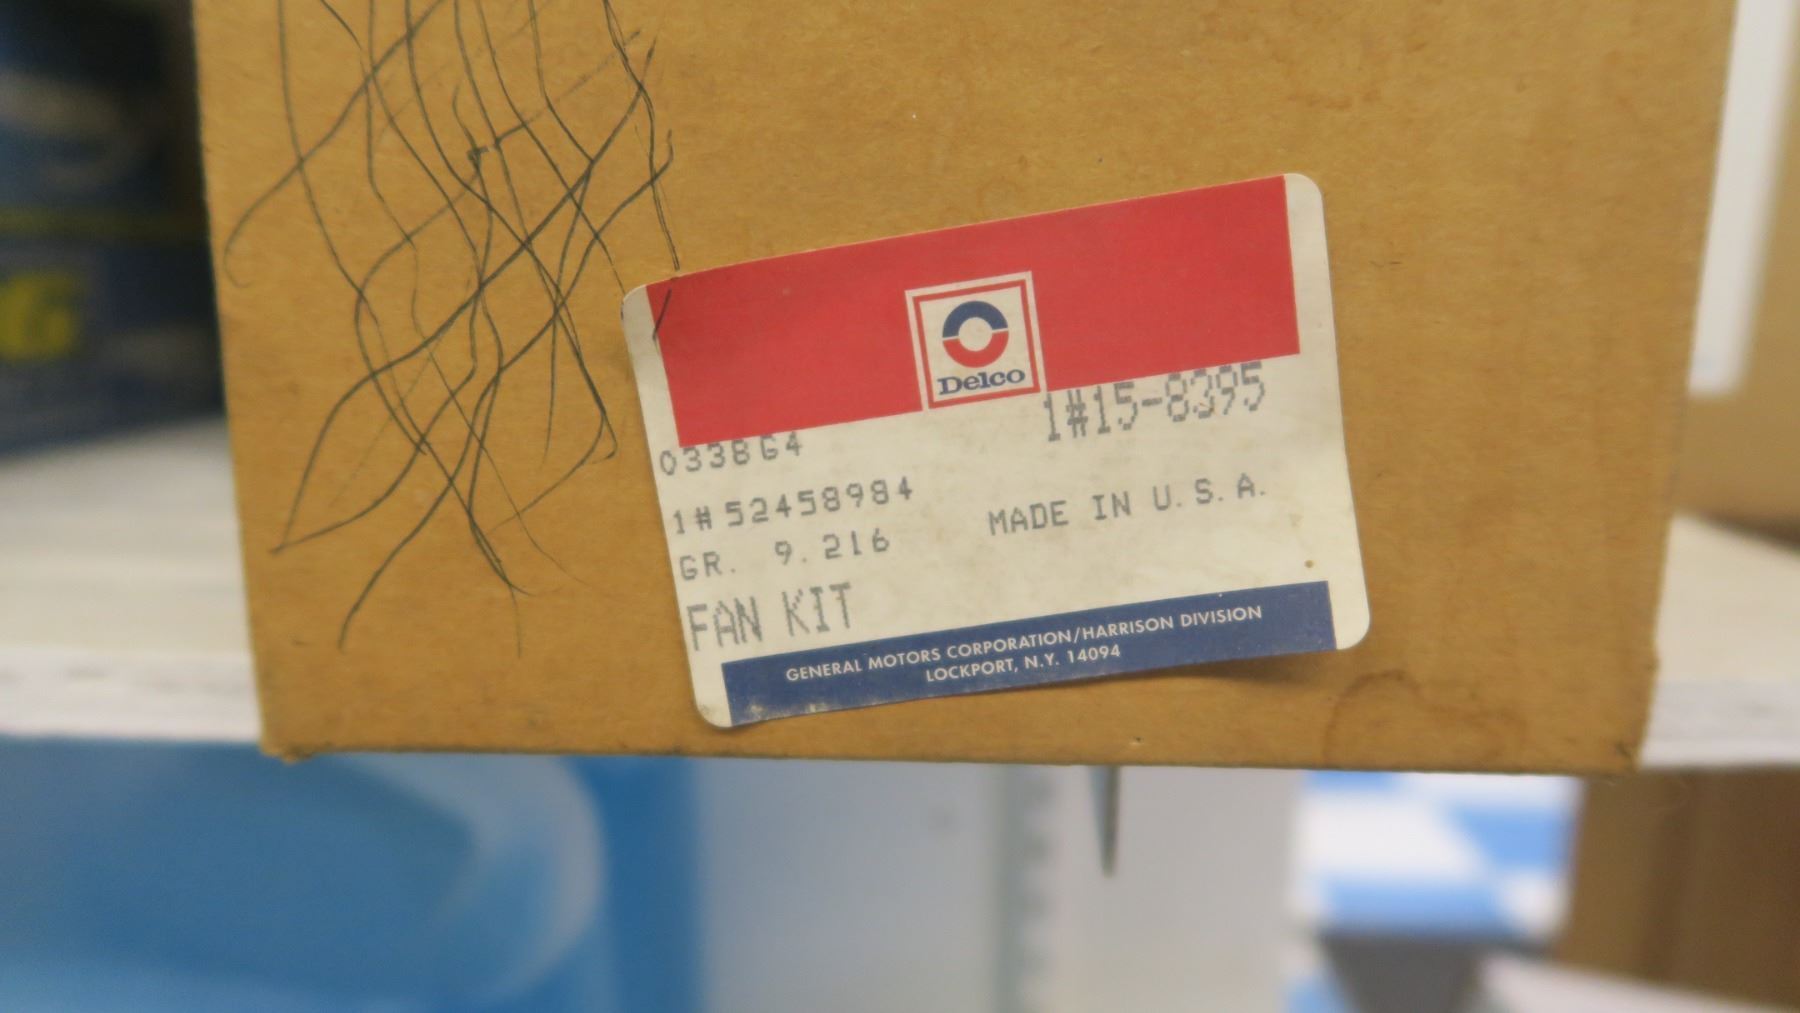 Delco
1#15-8395
033864
1#52458984
MADE IN U.S.A.
GR. 9.216
FAN KIT
GENERAL MOTORS CORPORATION/HARRISON DIVISION
LOCKPORT, N.Y. 14094